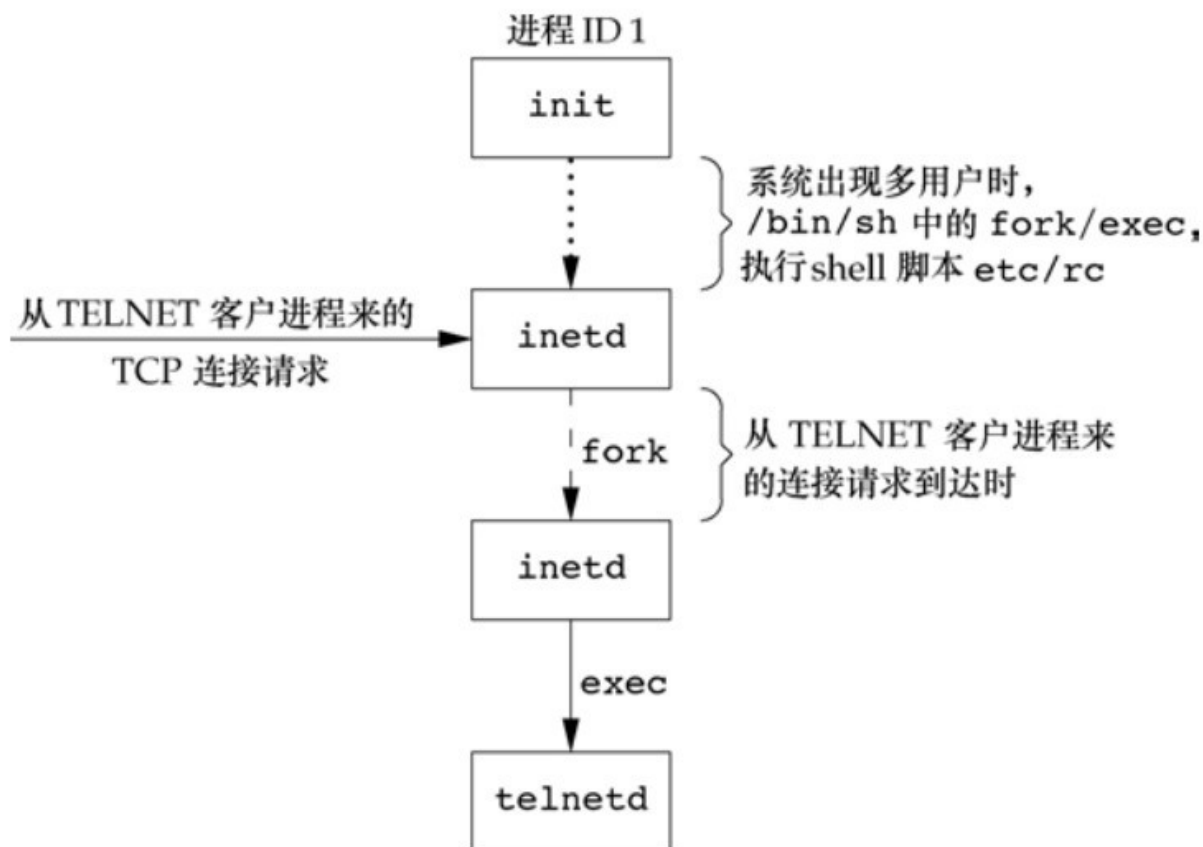 进程 ID 1
init
系统出现多用户时，
/bin/sh 中的 fork/exec，
执行shell 脚本 etc/rc
从TELNET 客户进程来的
TCP 连接请求
inetd
fork
从 TELNET 客户进程来
的连接请求到达时
inetd
exec
telnetd